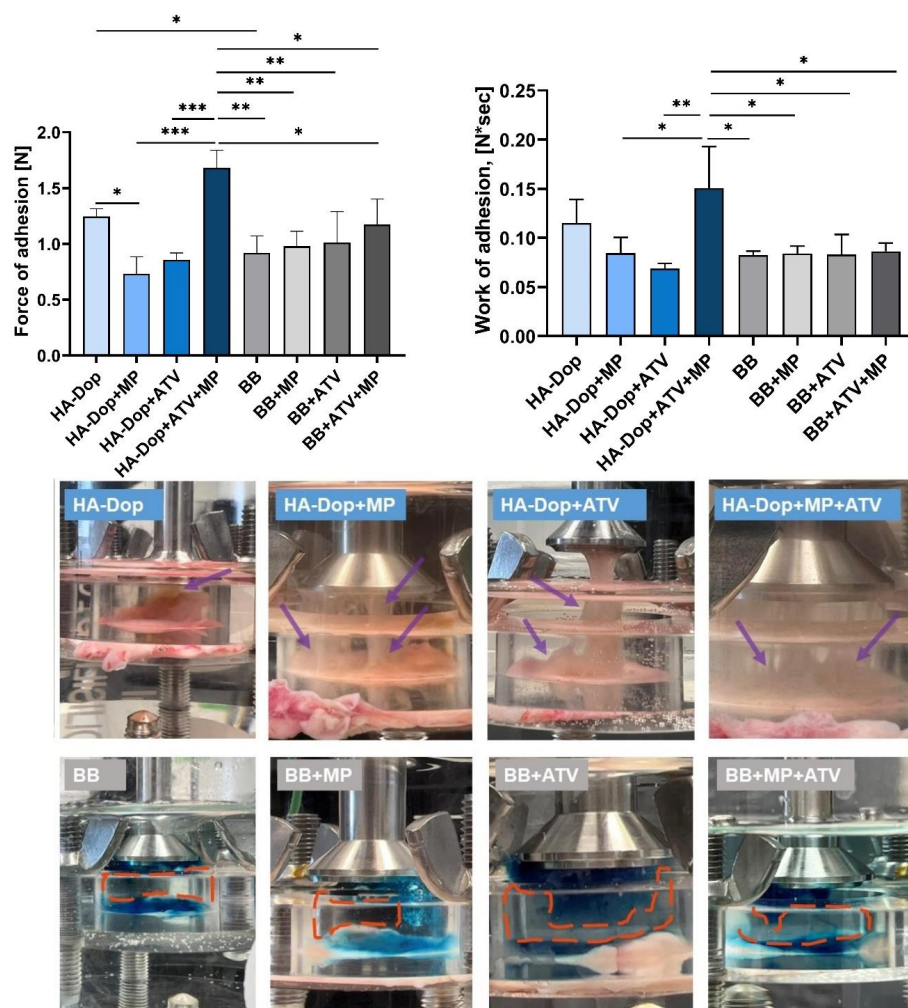 *
*
*
**
**
***
**
***
*
*
Force of adhesion [N]
2.0
1.5
1.0
0.5
0.0
HA-Dop
HA-Dop+MP
HA-Dop+ATV
HA-Dop+ATV+MP
BB
BB+MP
BB+ATV
BB+ATV+MP
*
*
**
*
*
*
Work of adhesion, [N*sec]
0.25
0.20
0.15
0.10
0.05
0.00
HA-Dop
HA-Dop+MP
HA-Dop+ATV
HA-Dop+ATV+MP
BB
BB+MP
BB+ATV
BB+ATV+MP
HA-Dop
HA-Dop+MP
HA-Dop+ATV
HA-Dop+MP+ATV
BB
BB+MP
BB+ATV
BB+MP+ATV